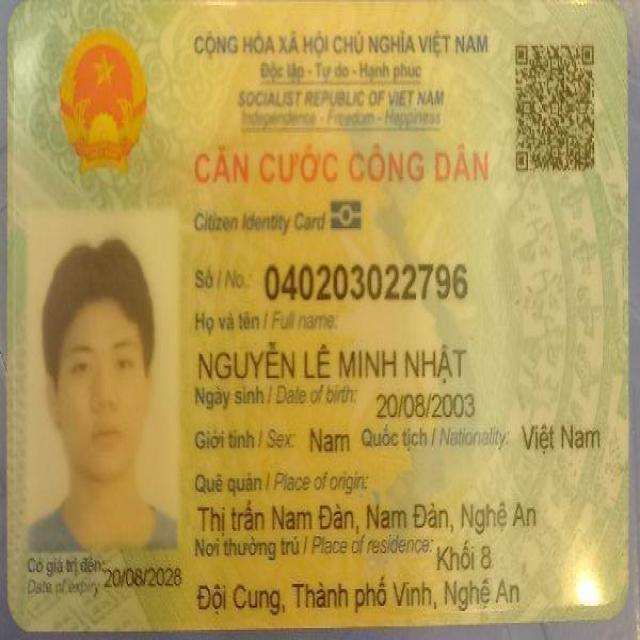 CỘNG HÒA XÃ HỘI CHỦ NGHĨA VIỆT NAM
Độc lập - Tự do - Hạnh phúc
SOCIALIST REPUBLIC OF VIET NAM
Independence - Freedom - Happiness
CĂN CƯỚC CÔNG DÂN
Citizen Identity Card
Số / No.: 040203022796
Họ và tên / Full name:
NGUYỄN LÊ MINH NHẬT
Ngày sinh / Date of birth: 20/08/2003
Giới tính / Sex: Nam Quốc tịch / Nationality: Việt Nam
Quê quán / Place of origin:
Thị trấn Nam Đàn, Nam Đàn, Nghệ An
Nơi thường trú / Place of residence: Khối 8
Đội Cung, Thành phố Vinh, Nghệ An
Có giá trị đến: 20/08/2028
Date of expiry